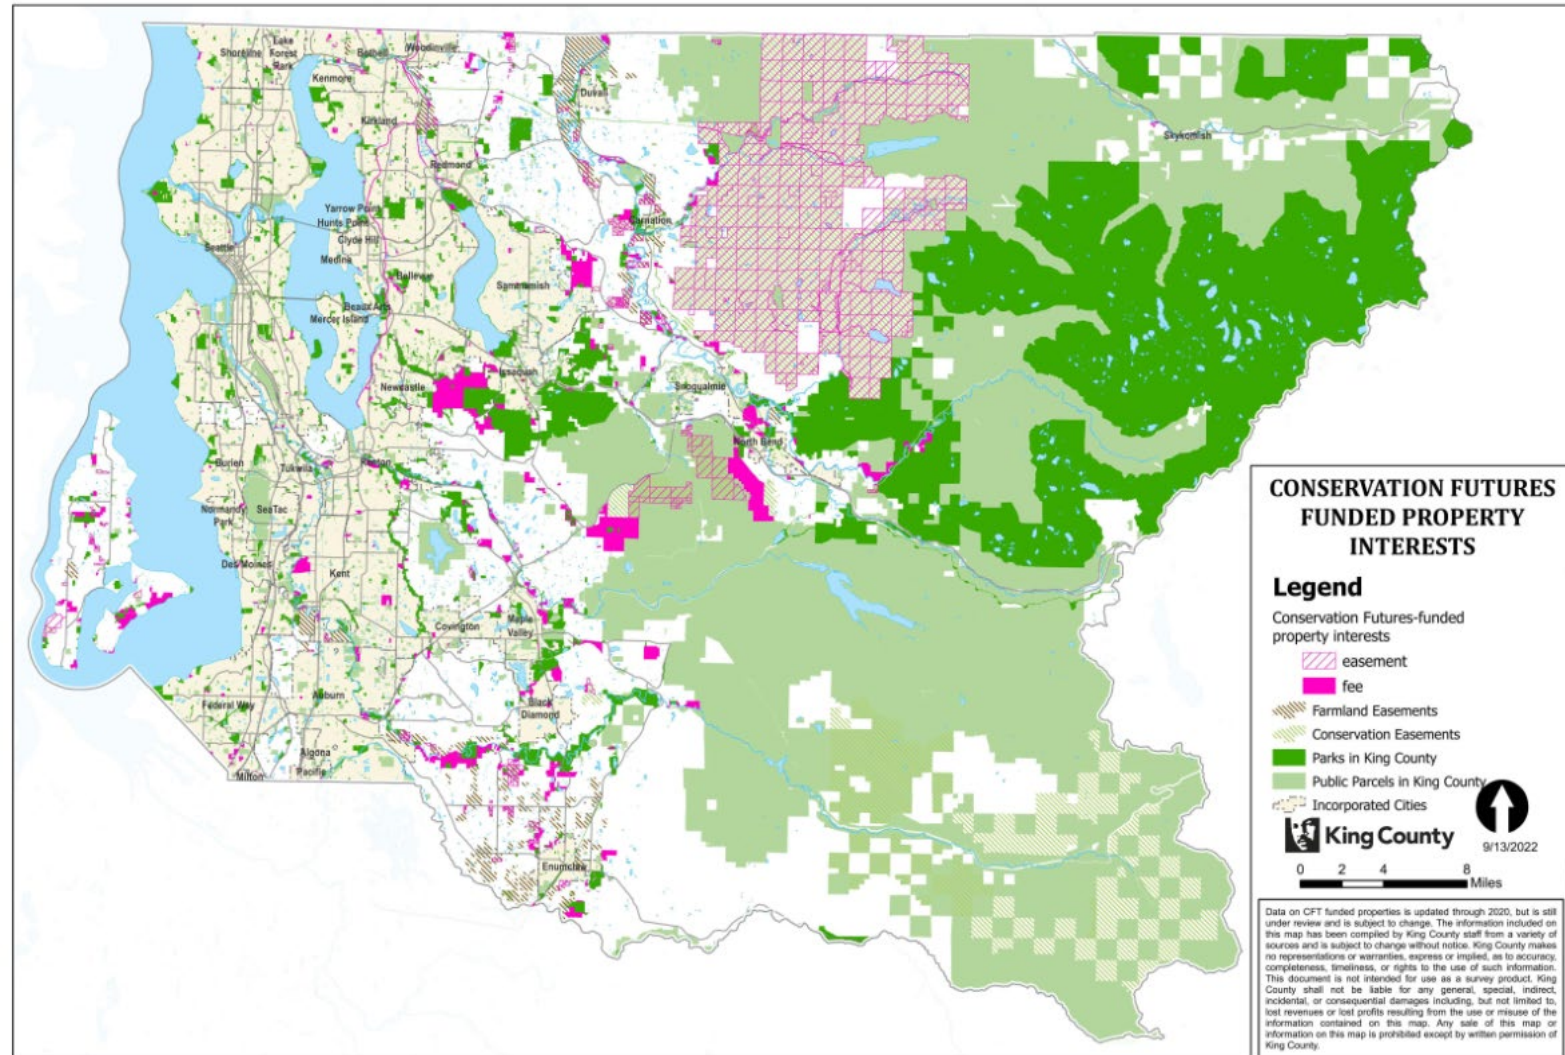 Shoreline
Lake
Forest
Park
Bothell
Woodinville
Kenmore
Duvall
Kirkland
Redmond
Skykomish
Yarrow Point
Hunts Point
Carnation
Clyde Hill
Seattle
Medina
Bellevue
Sammamish
Beaux Arts
Mercer Island
Newcastle
Issaquah
Snoqualmie
North Bend
Burien
Tukwila
Renton
Normandy
Park
SeaTac
Des Moines
Kent
Covington
Maple
Valley
Federal Way
Auburn
Black
Diamond
Algona
Pacific
Milton
Enumclaw
CONSERVATION FUTURES
FUNDED PROPERTY
INTERESTS
Legend
Conservation Futures-funded
property interests
easement
fee
Farmland Easements
Conservation Easements
Parks in King County
Public Parcels in King County
Incorporated Cities
King County
9/13/2022
0 2 4 8
Miles
Data on CFT funded properties is updated through 2020, but is still
under review and is subject to change. The information included on
this map has been compiled by King County staff from a variety of
sources and is subject to change without notice. King County makes
no representations or warranties, express or implied, as to accuracy,
completeness, timeliness, or rights to the use of such information.
This document is not intended for use as a survey product. King
County shall not be liable for any general, special, indirect,
incidental, or consequential damages including, but not limited to,
lost revenues or lost profits resulting from the use or misuse of the
information contained on this map. Any sale of this map or
information on this map is prohibited except by written permission of
King County.